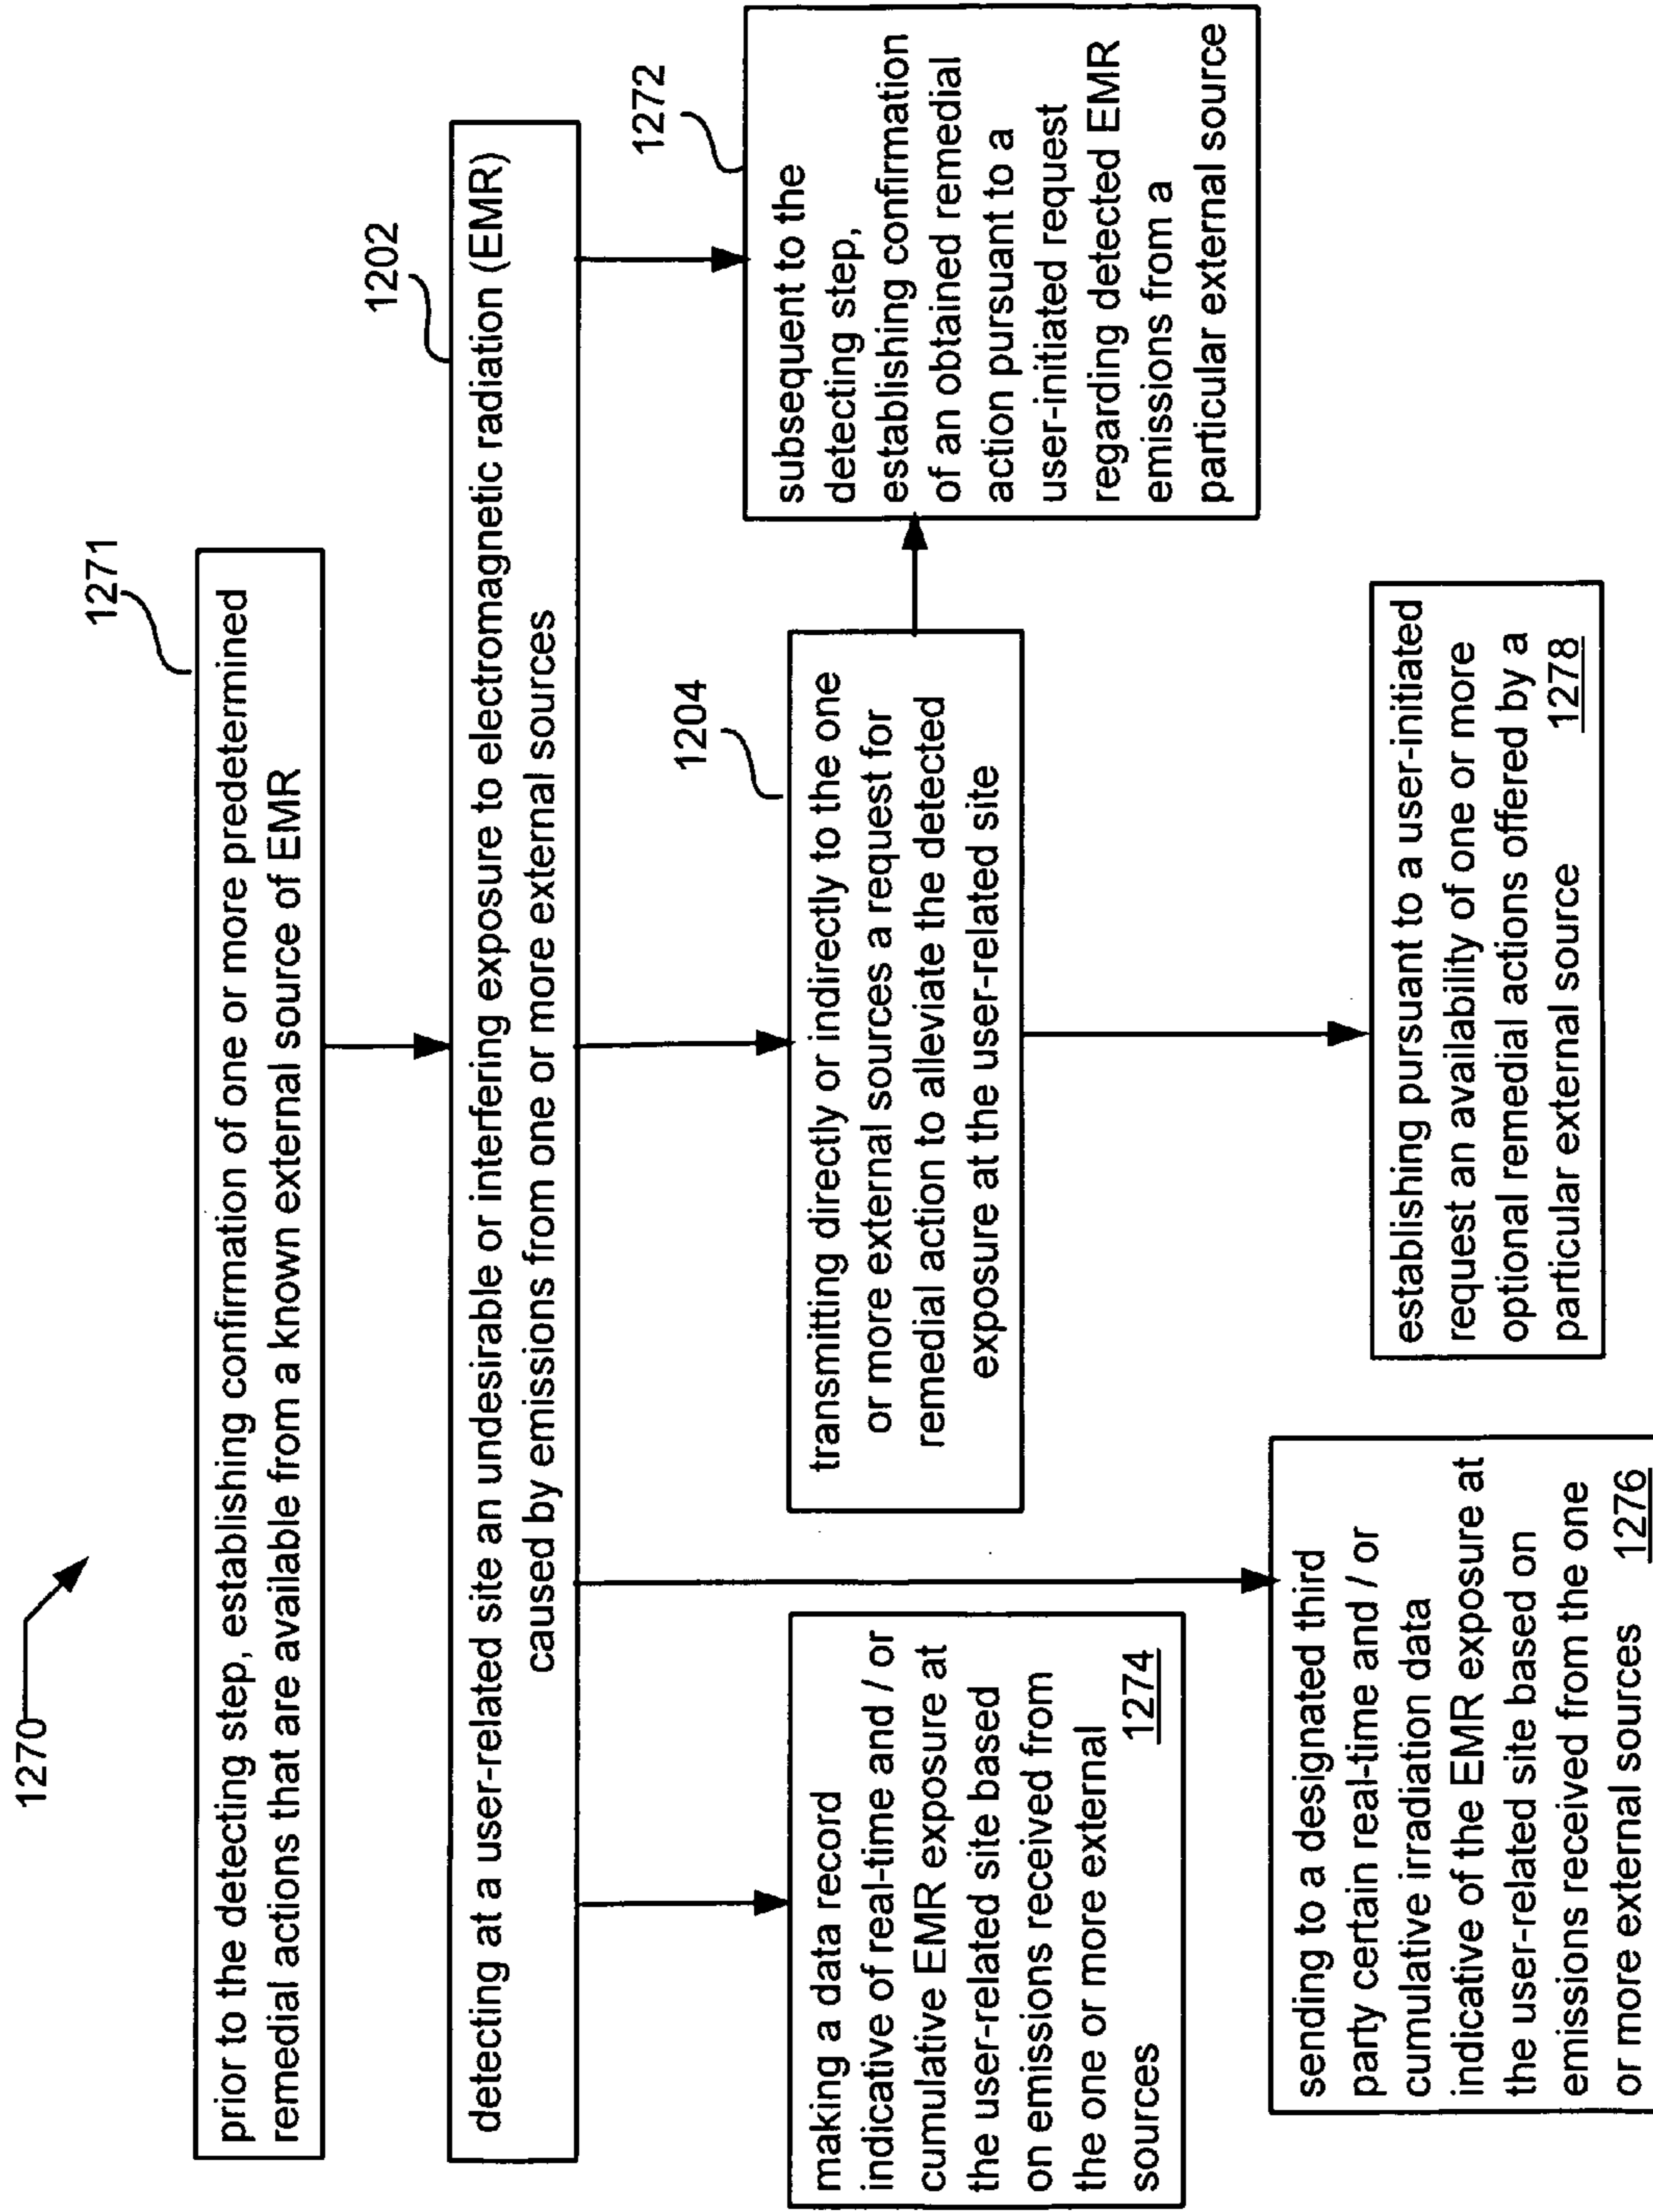 1270
1271
prior to the detecting step, establishing confirmation of one or more predetermined
remedial actions that are available from a known external source of EMR
1202
detecting at a user-related site an undesirable or interfering exposure to electromagnetic radiation (EMR)
caused by emissions from one or more external sources
making a data record
indicative of real-time and / or
cumulative EMR exposure at
the user-related site based
on emissions received from
the one or more external
sources 1274
1204
transmitting directly or indirectly to the one
or more external sources a request for
remedial action to alleviate the detected
exposure at the user-related site
1272
subsequent to the
detecting step,
establishing confirmation
of an obtained remedial
action pursuant to a
user-initiated request
regarding detected EMR
emissions from a
particular external source
sending to a designated third
party certain real-time and / or
cumulative irradiation data
indicative of the EMR exposure at
the user-related site based on
emissions received from the one
or more external sources 1276
establishing pursuant to a user-initiated
request an availability of one or more
optional remedial actions offered by a
particular external source 1278